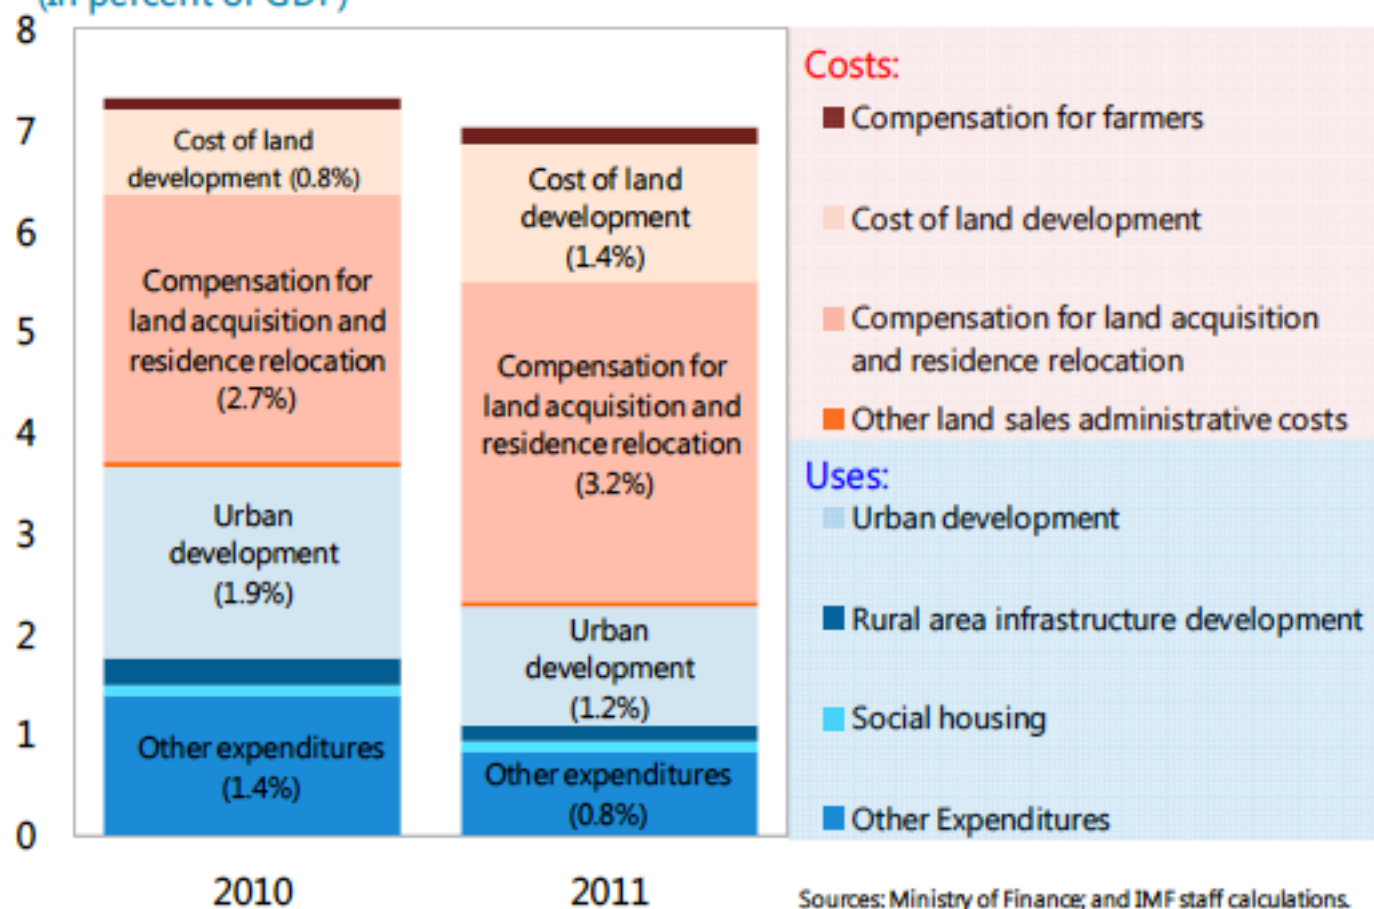 (In percent of GDP)
8
7
6
5
4
3
2
1
0
Cost of land
development (0.8%)
Compensation for
land acquisition and
residence relocation
(2.7%)
Urban
development
(1.9%)
Other expenditures
(1.4%)
Cost of land
development
(1.4%)
Compensation for
land acquisition and
residence relocation
(3.2%)
Urban
development
(1.2%)
Other expenditures
(0.8%)
2010
2011
Costs:
Compensation for farmers
Cost of land development
Compensation for land acquisition
and residence relocation
Other land sales administrative costs
Uses:
Urban development
Rural area infrastructure development
Social housing
Other Expenditures
Sources: Ministry of Finance; and IMF staff calculations.